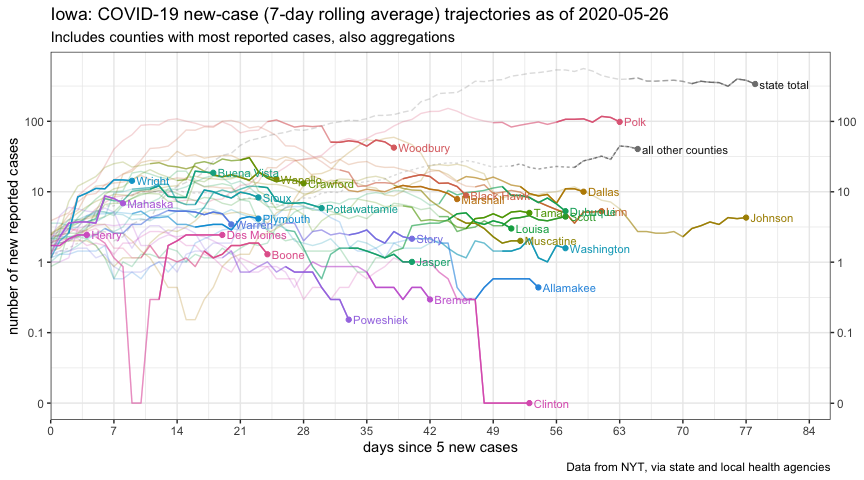 Iowa: COVID-19 new-case (7-day rolling average) trajectories as of 2020-05-26
Includes counties with most reported cases, also aggregations
number of new reported cases
100
10
1
0.1
0
state total
Polk
all other counties
Woodbury
Buena Vista
Wright
Wapello
Crawford
Black Hawk
Marshall
Dallas
Sioux
Mahaska
Pottawattamie
Tama
Dubuque
Linn
Scott
Plymouth
Warren
Johnson
Louisa
Henry
Des Moines
Story
Muscatine
Boone
Jasper
Washington
Allamakee
Bremer
Poweshiek
Clinton
100
10
1
0.1
0
0 7 14 21 28 35 42 49 56 63 70 77 84
days since 5 new cases
Data from NYT, via state and local health agencies